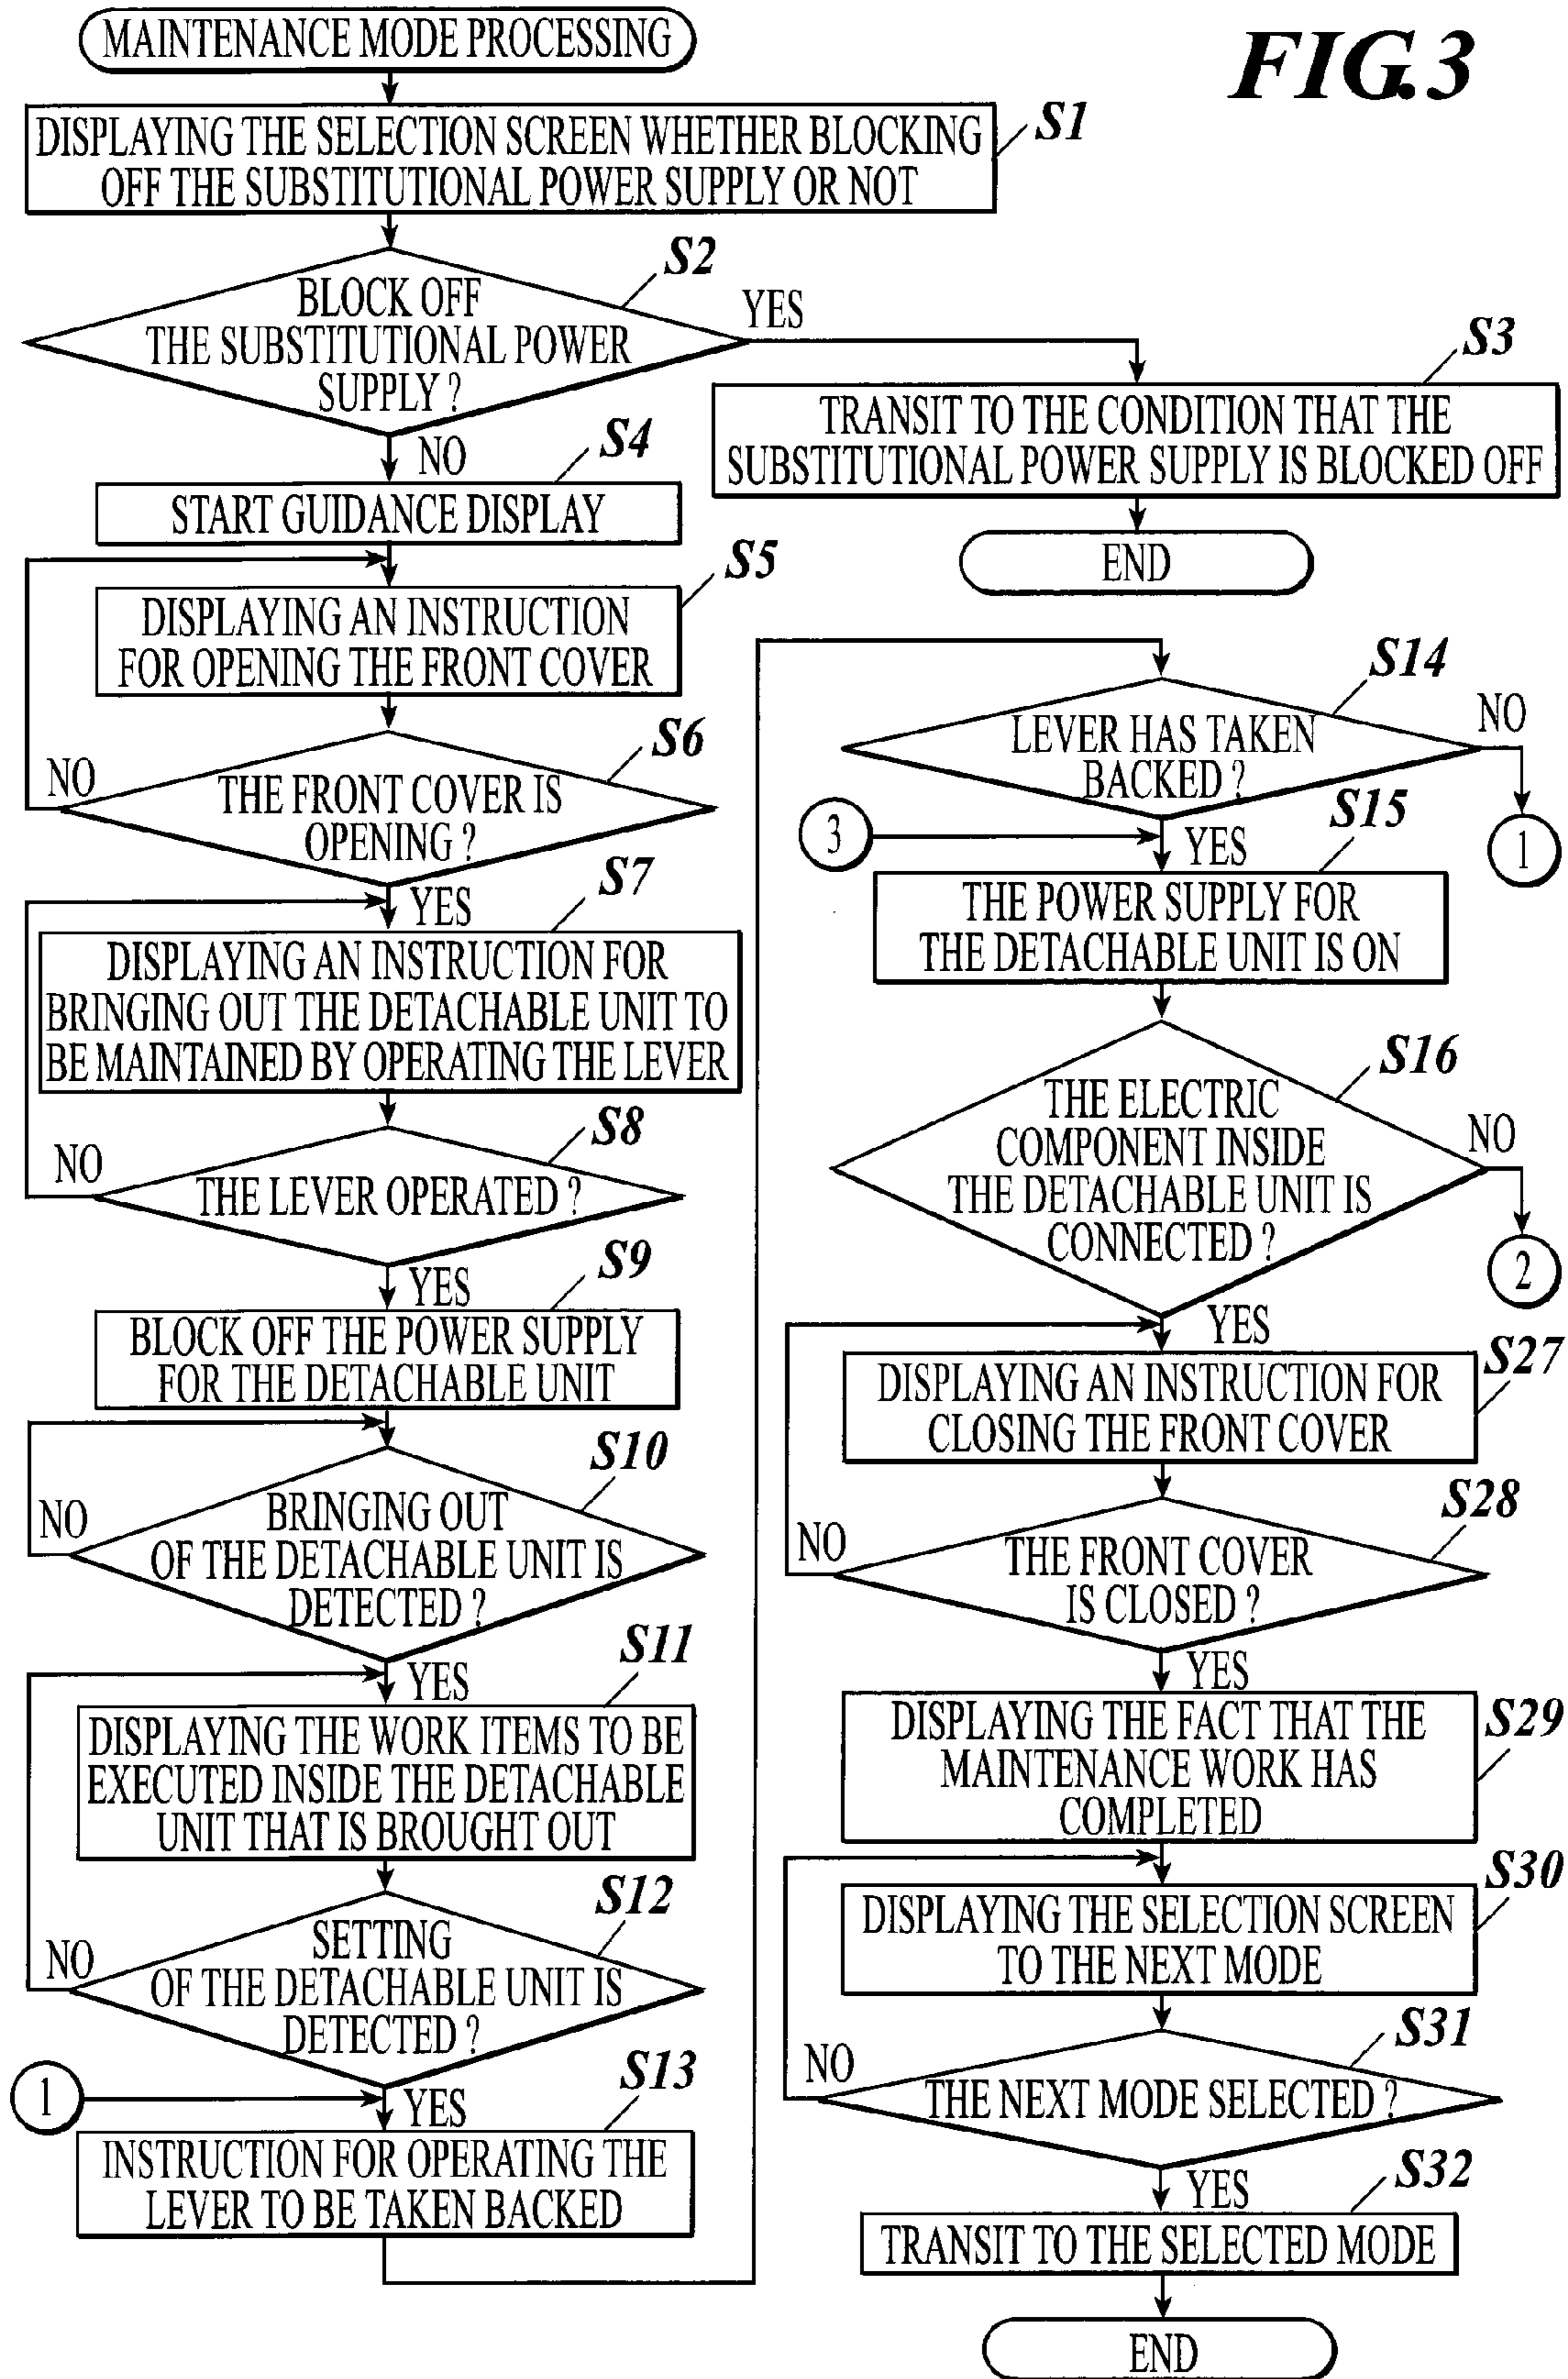 FIG.3
MAINTENANCE MODE PROCESSING
S1
DISPLAYING THE SELECTION SCREEN WHETHER BLOCKING
OFF THE SUBSTITUTIONAL POWER SUPPLY OR NOT
S2
BLOCK OFF
THE SUBSTITUTIONAL POWER
SUPPLY ?
YES
NO
S3
TRANSIT TO THE CONDITION THAT THE
SUBSTITUTIONAL POWER SUPPLY IS BLOCKED OFF
END
S4
START GUIDANCE DISPLAY
S5
DISPLAYING AN INSTRUCTION
FOR OPENING THE FRONT COVER
S6
NO
THE FRONT COVER IS
OPENING ?
YES
S7
DISPLAYING AN INSTRUCTION FOR
BRINGING OUT THE DETACHABLE UNIT TO
BE MAINTAINED BY OPERATING THE LEVER
S8
NO
THE LEVER OPERATED ?
YES
S9
BLOCK OFF THE POWER SUPPLY
FOR THE DETACHABLE UNIT
S10
NO
BRINGING OUT
OF THE DETACHABLE UNIT IS
DETECTED ?
YES
S11
DISPLAYING THE WORK ITEMS TO BE
EXECUTED INSIDE THE DETACHABLE
UNIT THAT IS BROUGHT OUT
S12
NO
SETTING
OF THE DETACHABLE UNIT IS
DETECTED ?
1
YES
S13
INSTRUCTION FOR OPERATING THE
LEVER TO BE TAKEN BACKED
S14
LEVER HAS TAKEN
BACKED ?
NO
1
3
YES
S15
THE POWER SUPPLY FOR
THE DETACHABLE UNIT IS ON
S16
THE ELECTRIC
COMPONENT INSIDE
THE DETACHABLE UNIT IS
CONNECTED ?
NO
2
YES
S27
DISPLAYING AN INSTRUCTION FOR
CLOSING THE FRONT COVER
S28
NO
THE FRONT COVER
IS CLOSED ?
YES
S29
DISPLAYING THE FACT THAT THE
MAINTENANCE WORK HAS
COMPLETED
S30
DISPLAYING THE SELECTION SCREEN
TO THE NEXT MODE
S31
NO
THE NEXT MODE SELECTED ?
YES
S32
TRANSIT TO THE SELECTED MODE
END